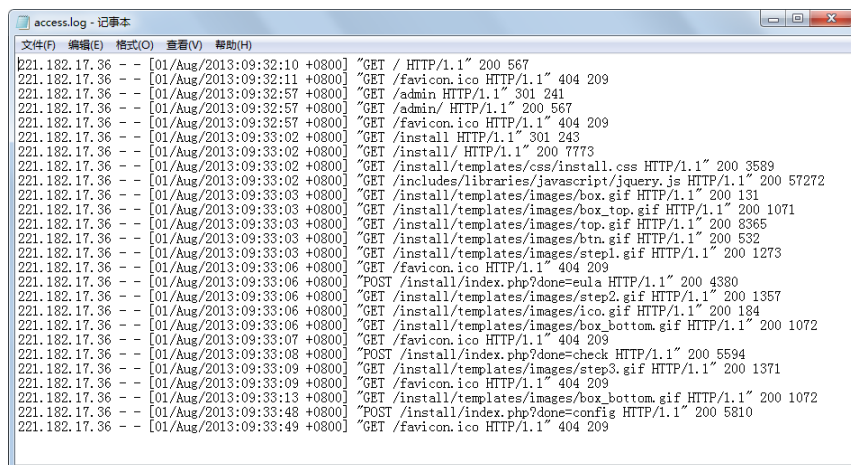 access.log - 记事本
文件(F) 编辑(E) 格式(O) 查看(V) 帮助(H)
221.182.17.36 - - [01/Aug/2013:09:32:10 +0800] "GET / HTTP/1.1" 200 567
221.182.17.36 - - [01/Aug/2013:09:32:11 +0800] "GET /favicon.ico HTTP/1.1" 404 209
221.182.17.36 - - [01/Aug/2013:09:32:57 +0800] "GET /admin HTTP/1.1" 301 241
221.182.17.36 - - [01/Aug/2013:09:32:57 +0800] "GET /admin/ HTTP/1.1" 200 567
221.182.17.36 - - [01/Aug/2013:09:32:57 +0800] "GET /favicon.ico HTTP/1.1" 404 209
221.182.17.36 - - [01/Aug/2013:09:33:02 +0800] "GET /install HTTP/1.1" 301 243
221.182.17.36 - - [01/Aug/2013:09:33:02 +0800] "GET /install/ HTTP/1.1" 200 7773
221.182.17.36 - - [01/Aug/2013:09:33:02 +0800] "GET /install/templates/css/install.css HTTP/1.1" 200 3589
221.182.17.36 - - [01/Aug/2013:09:33:02 +0800] "GET /includes/libraries/javascript/jquery.js HTTP/1.1" 200 57272
221.182.17.36 - - [01/Aug/2013:09:33:03 +0800] "GET /install/templates/images/box.gif HTTP/1.1" 200 131
221.182.17.36 - - [01/Aug/2013:09:33:03 +0800] "GET /install/templates/images/box_top.gif HTTP/1.1" 200 1071
221.182.17.36 - - [01/Aug/2013:09:33:03 +0800] "GET /install/templates/images/top.gif HTTP/1.1" 200 8365
221.182.17.36 - - [01/Aug/2013:09:33:03 +0800] "GET /install/templates/images/btn.gif HTTP/1.1" 200 532
221.182.17.36 - - [01/Aug/2013:09:33:03 +0800] "GET /install/templates/images/step1.gif HTTP/1.1" 200 1273
221.182.17.36 - - [01/Aug/2013:09:33:06 +0800] "GET /favicon.ico HTTP/1.1" 404 209
221.182.17.36 - - [01/Aug/2013:09:33:06 +0800] "POST /install/index.php?done=eula HTTP/1.1" 200 4380
221.182.17.36 - - [01/Aug/2013:09:33:06 +0800] "GET /install/templates/images/step2.gif HTTP/1.1" 200 1357
221.182.17.36 - - [01/Aug/2013:09:33:06 +0800] "GET /install/templates/images/ico.gif HTTP/1.1" 200 184
221.182.17.36 - - [01/Aug/2013:09:33:06 +0800] "GET /install/templates/images/box_bottom.gif HTTP/1.1" 200 1072
221.182.17.36 - - [01/Aug/2013:09:33:07 +0800] "GET /favicon.ico HTTP/1.1" 404 209
221.182.17.36 - - [01/Aug/2013:09:33:08 +0800] "POST /install/index.php?done=check HTTP/1.1" 200 5594
221.182.17.36 - - [01/Aug/2013:09:33:09 +0800] "GET /install/templates/images/step3.gif HTTP/1.1" 200 1371
221.182.17.36 - - [01/Aug/2013:09:33:09 +0800] "GET /favicon.ico HTTP/1.1" 404 209
221.182.17.36 - - [01/Aug/2013:09:33:13 +0800] "GET /install/templates/images/box_bottom.gif HTTP/1.1" 200 1072
221.182.17.36 - - [01/Aug/2013:09:33:48 +0800] "POST /install/index.php?done=config HTTP/1.1" 200 5810
221.182.17.36 - - [01/Aug/2013:09:33:49 +0800] "GET /favicon.ico HTTP/1.1" 404 209